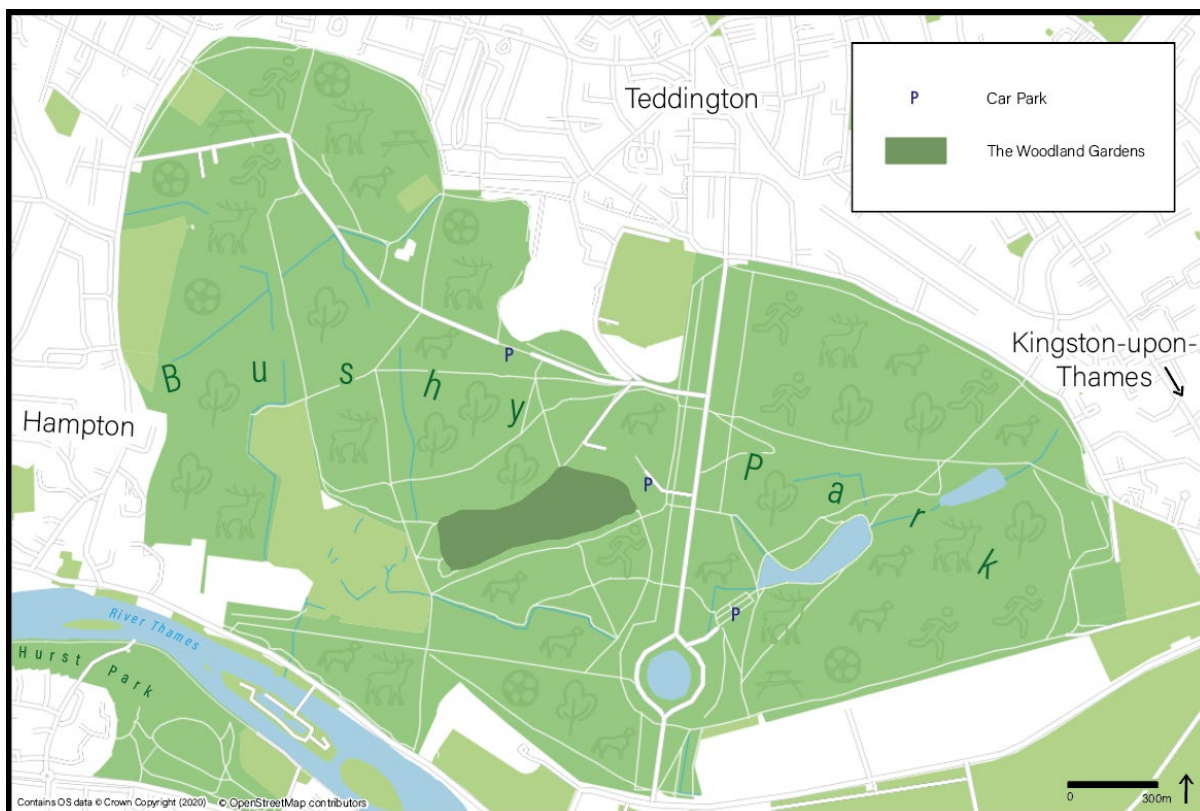 Teddington
P Car Park
The Woodland Gardens
Kingston-upon-
Thames
Hampton
Bushy Park
P
P
P
River Thames
Hurst Park
Contains OS data © Crown Copyright (2020) © OpenStreetMap contributors
0 300m